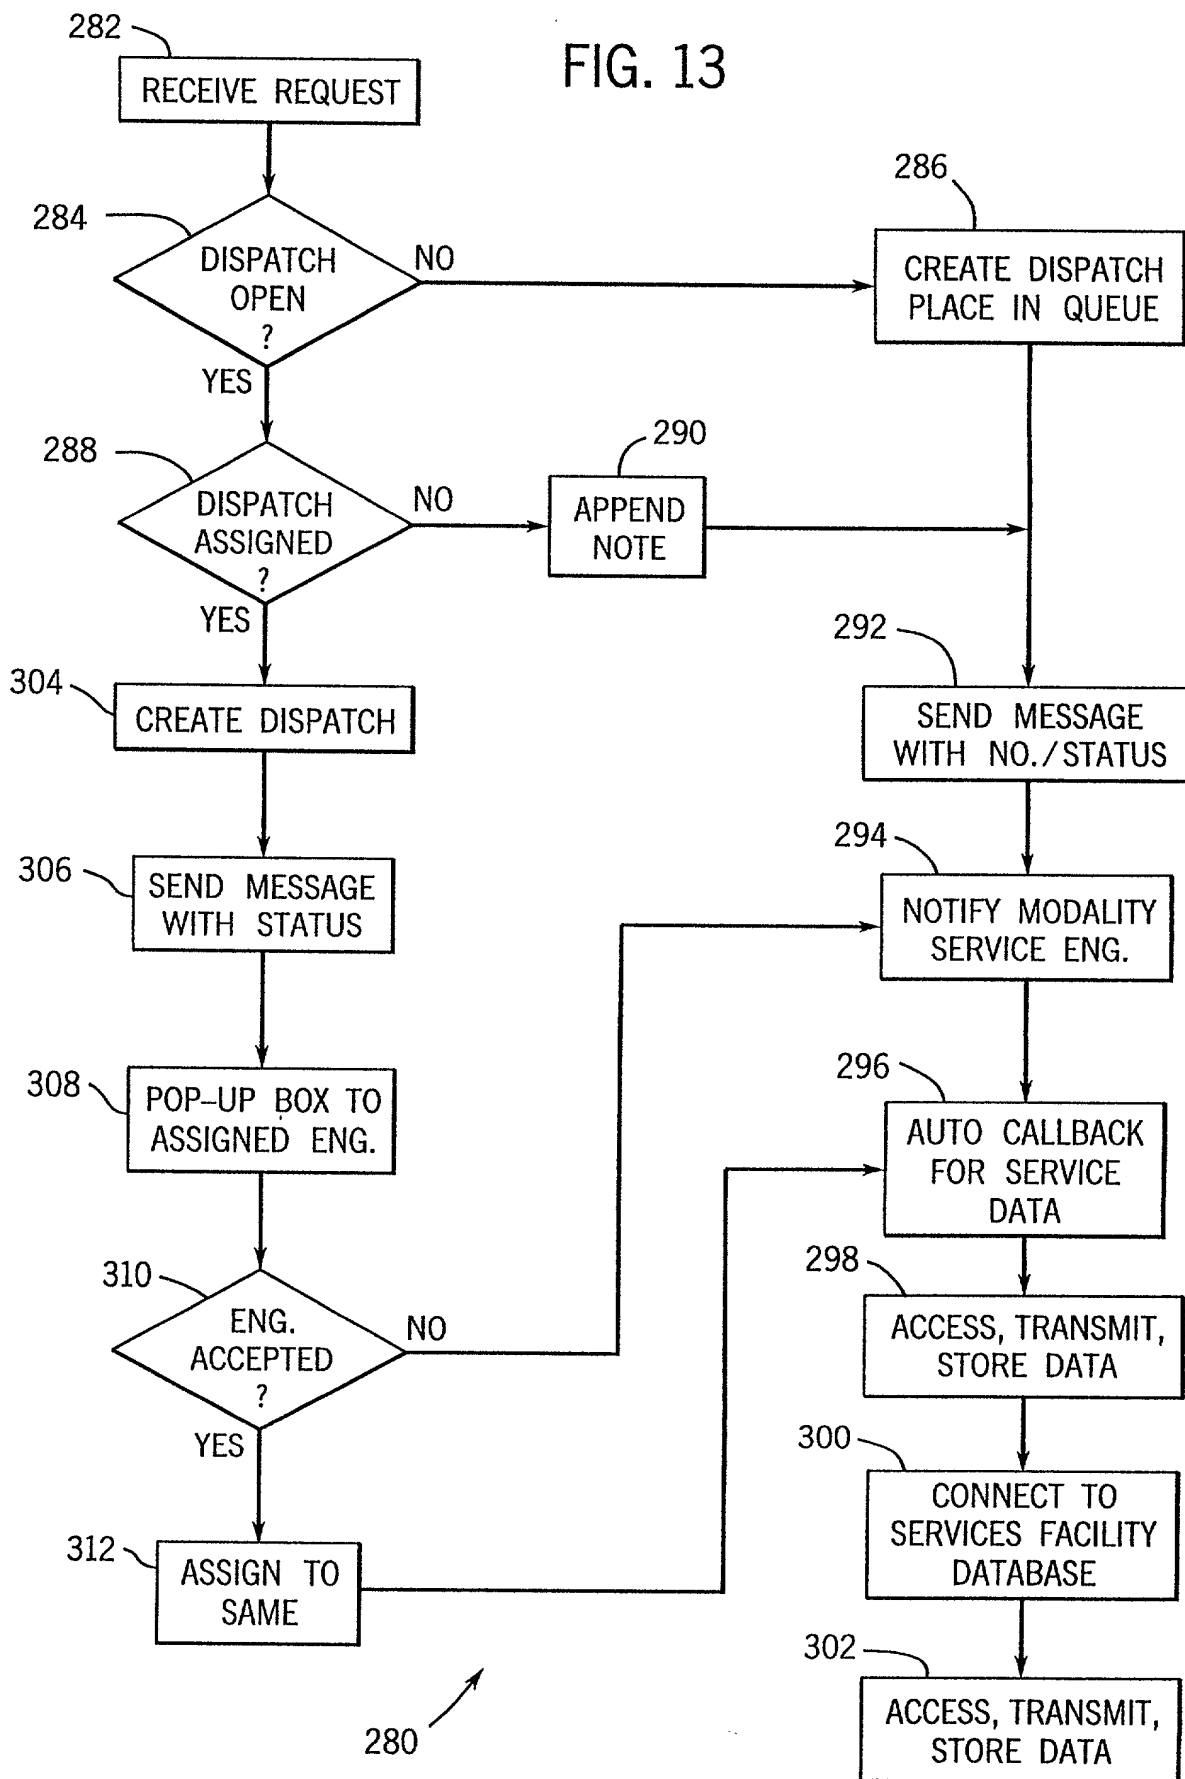 FIG. 13
282
RECEIVE REQUEST
284
DISPATCH
OPEN
?
NO
YES
286
CREATE DISPATCH
PLACE IN QUEUE
288
DISPATCH
ASSIGNED
?
NO
YES
290
APPEND
NOTE
292
SEND MESSAGE
WITH NO./STATUS
304
CREATE DISPATCH
294
NOTIFY MODALITY
SERVICE ENG.
306
SEND MESSAGE
WITH STATUS
296
AUTO CALLBACK
FOR SERVICE
DATA
308
POP-UP BOX TO
ASSIGNED ENG.
298
ACCESS, TRANSMIT,
STORE DATA
310
ENG.
ACCEPTED
?
NO
YES
300
CONNECT TO
SERVICES FACILITY
DATABASE
312
ASSIGN TO
SAME
302
ACCESS, TRANSMIT,
STORE DATA
280